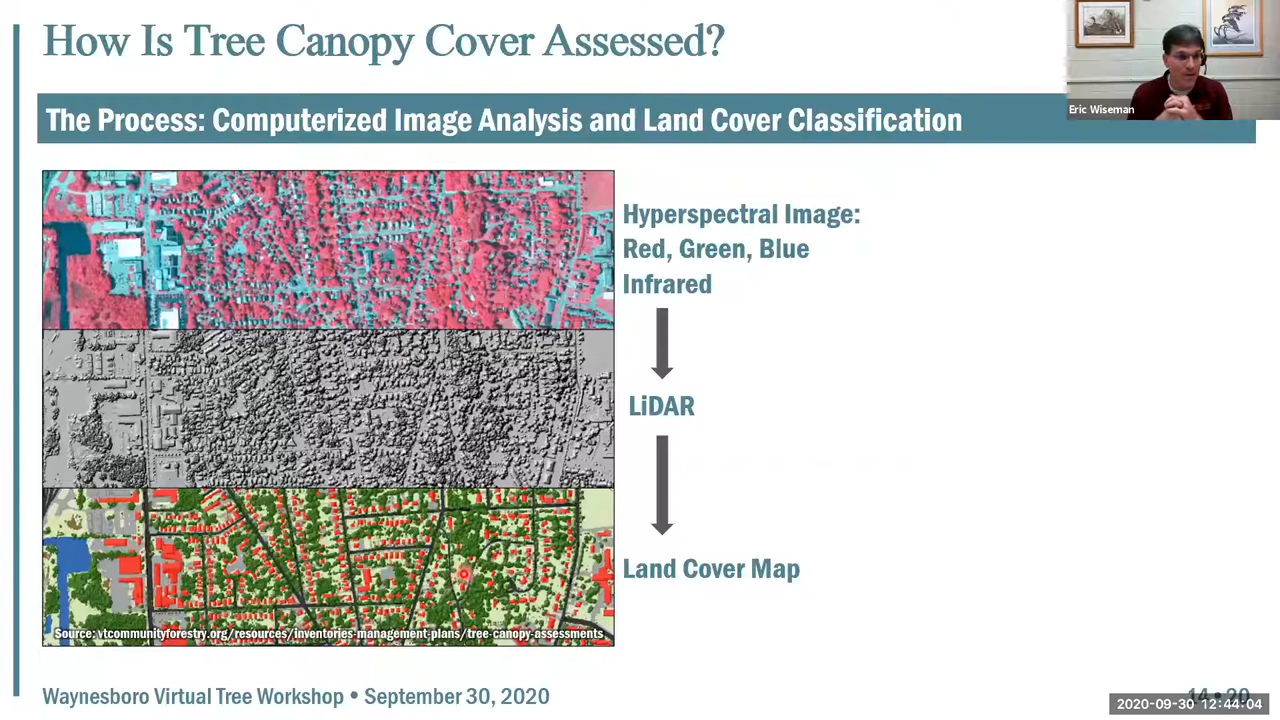 How Is Tree Canopy Cover Assessed?
Eric Wiseman
The Process: Computerized Image Analysis and Land Cover Classification
Hyperspectral Image:
Red, Green, Blue
Infrared
LiDAR
Land Cover Map
Source: vtcommunityforestry.org/resources/inventories-management-plans/tree-canopy-assessments
Waynesboro Virtual Tree Workshop • September 30, 2020
14 • 20
2020-09-30 12:44:04